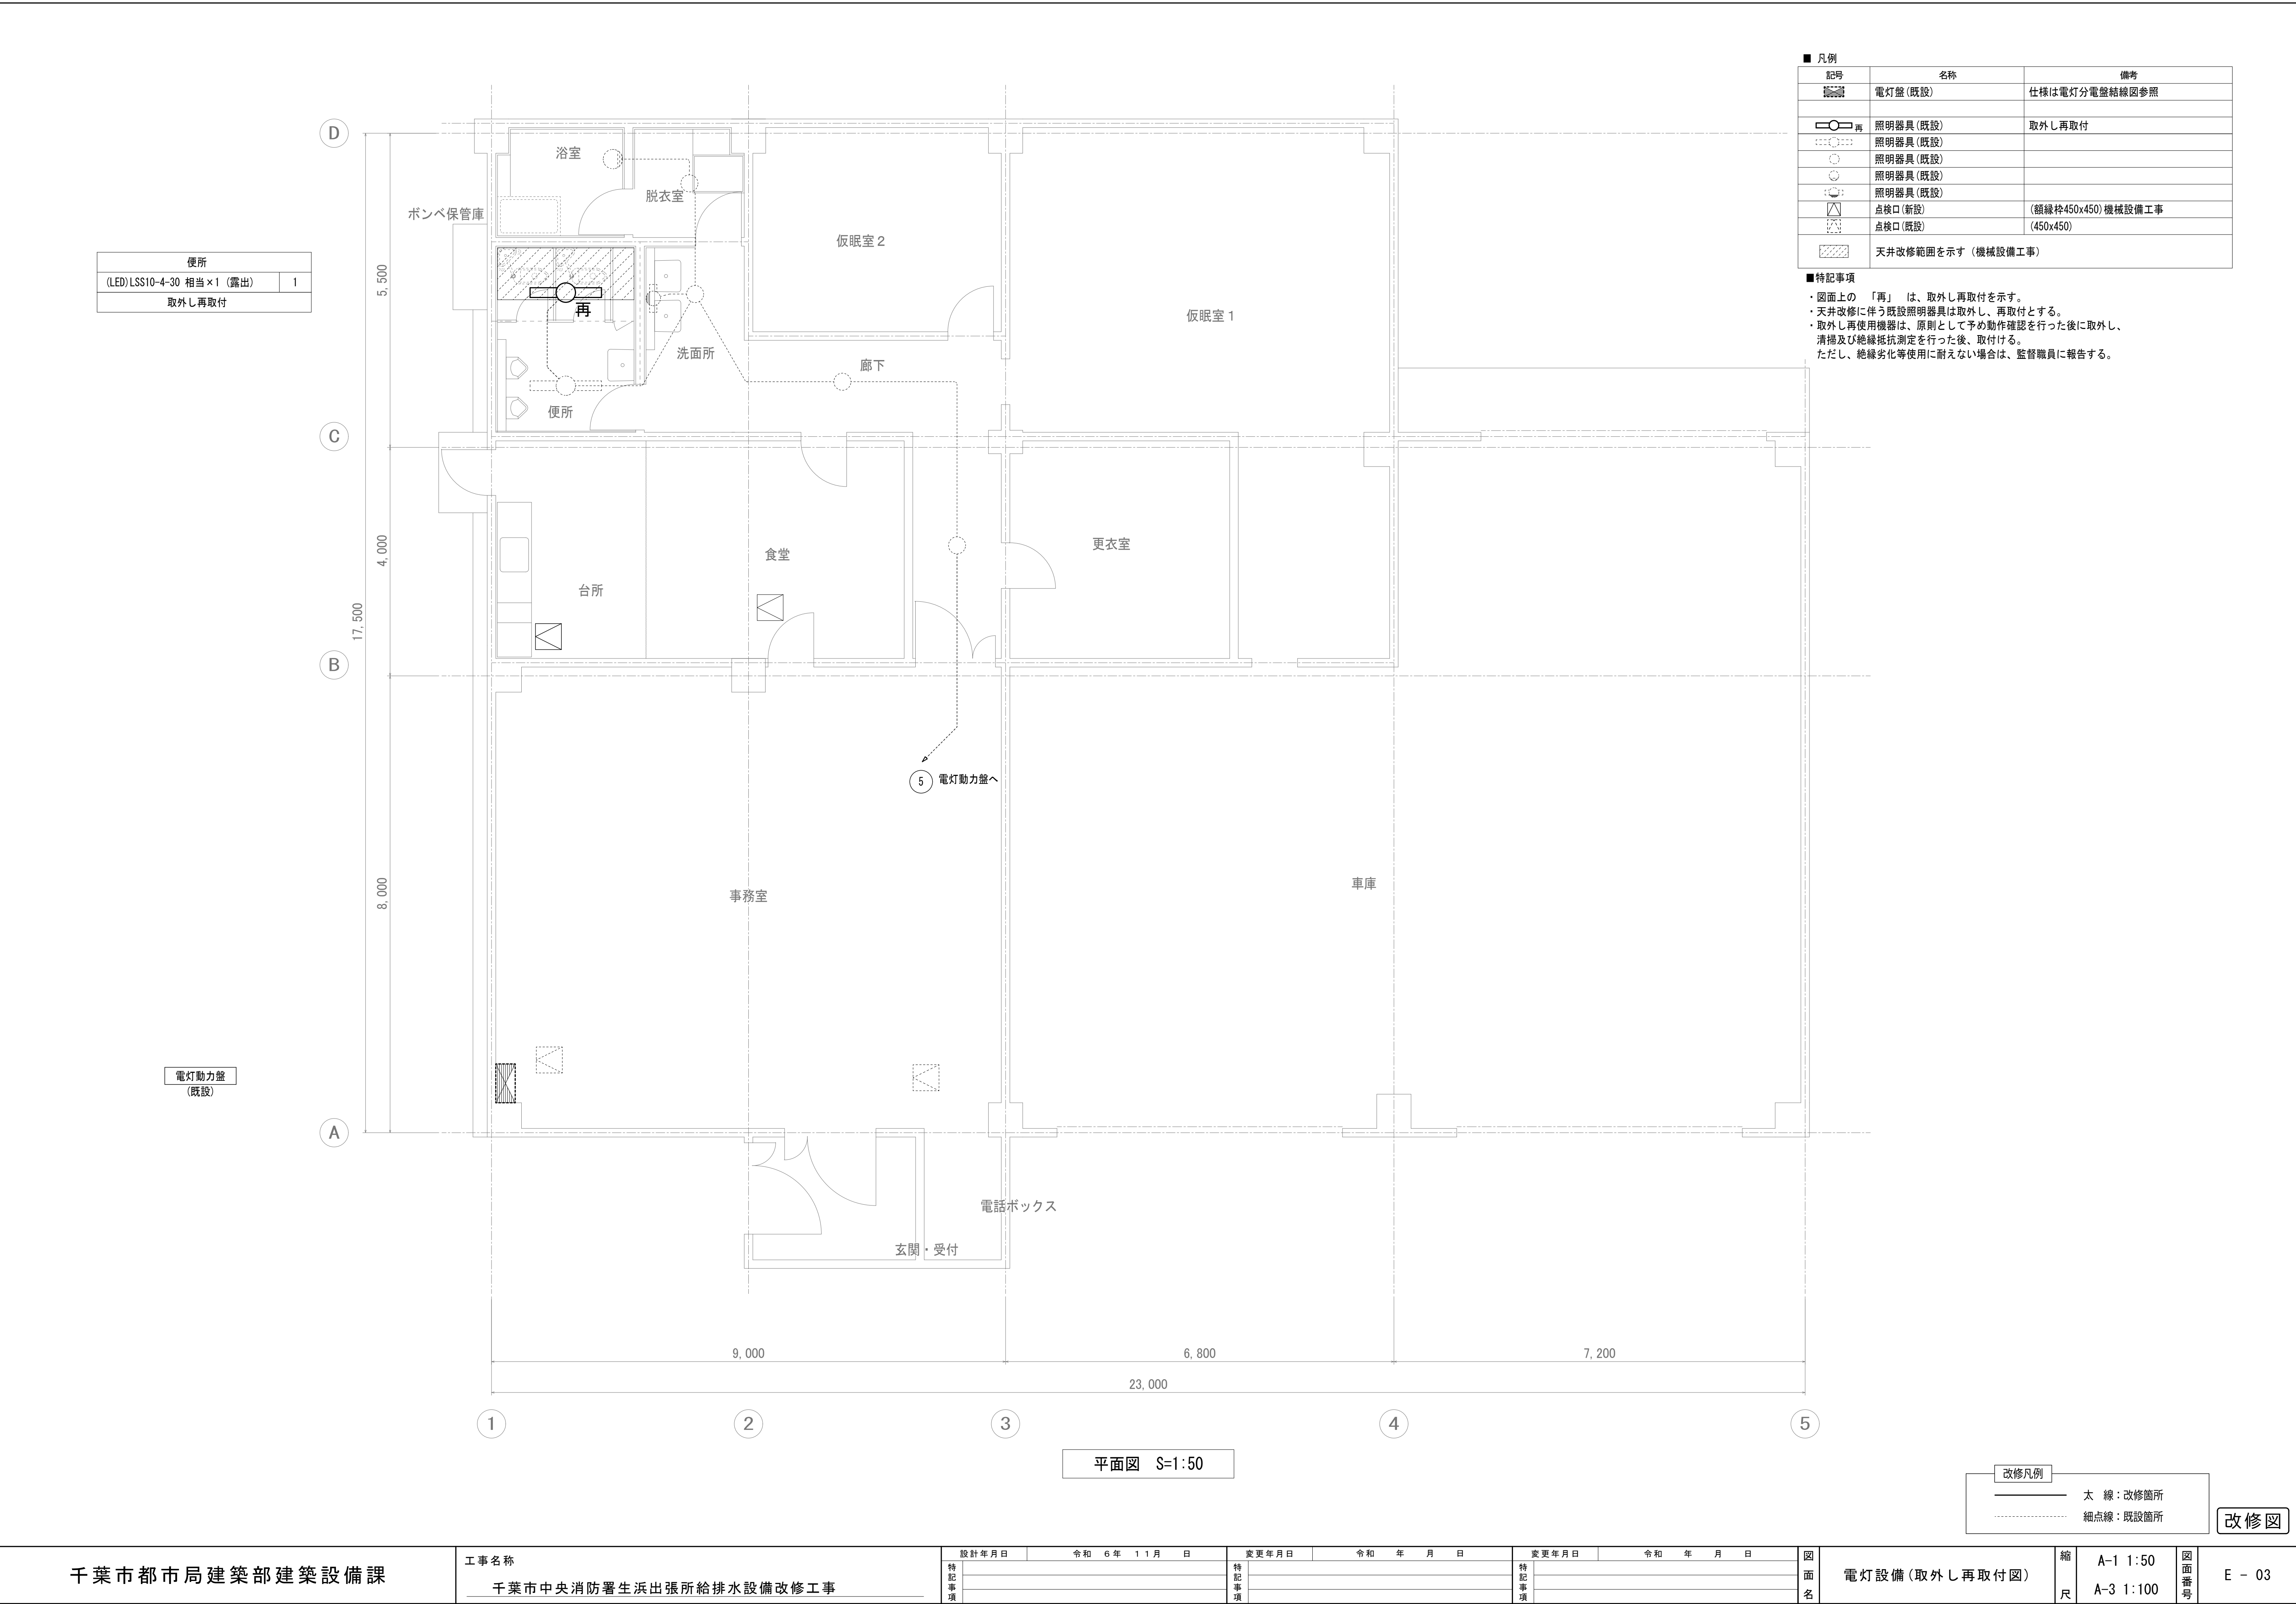 ■ 凡例
記号 名称 備考
電灯盤(既設) 仕様は電灯分電盤結線図参照
再 照明器具(既設) 取外し再取付
照明器具(既設)
照明器具(既設)
照明器具(既設)
照明器具(既設)
点検口(新設) (額縁枠450x450)機械設備工事
点検口(既設) (450x450)
天井改修範囲を示す(機械設備工事)
■特記事項
・図面上の 「再」 は、取外し再取付を示す。
・天井改修に伴う既設照明器具は取外し、再取付とする。
・取外し再使用機器は、原則として予め動作確認を行った後に取外し、
清掃及び絶縁抵抗測定を行った後、取付ける。
ただし、絶縁劣化等使用に耐えない場合は、監督職員に報告する。
便所
(LED)LSS10-4-30 相当×1 (露出) 1
取外し再取付
電灯動力盤
(既設)
D
C
B
A
5,500
4,000
8,000
17,500
浴室
脱衣室
ボンベ保管庫
仮眠室2
仮眠室1
再
洗面所
廊下
便所
食堂
台所
更衣室
5 電灯動力盤へ
事務室
車庫
電話ボックス
玄関・受付
9,000
6,800
7,200
23,000
1
2
3
4
5
平面図 S=1:50
改修凡例
太 線:改修箇所
細点線:既設箇所
改修図
千葉市都市局建築部建築設備課
工事名称
千葉市中央消防署生浜出張所給排水設備改修工事
設計年月日 令和 6年 11月 日
特記事項
変更年月日 令和 年 月 日
特記事項
変更年月日 令和 年 月 日
特記事項
図面名 電灯設備(取外し再取付図)
縮尺 A-1 1:50
A-3 1:100
図面番号 E - 03